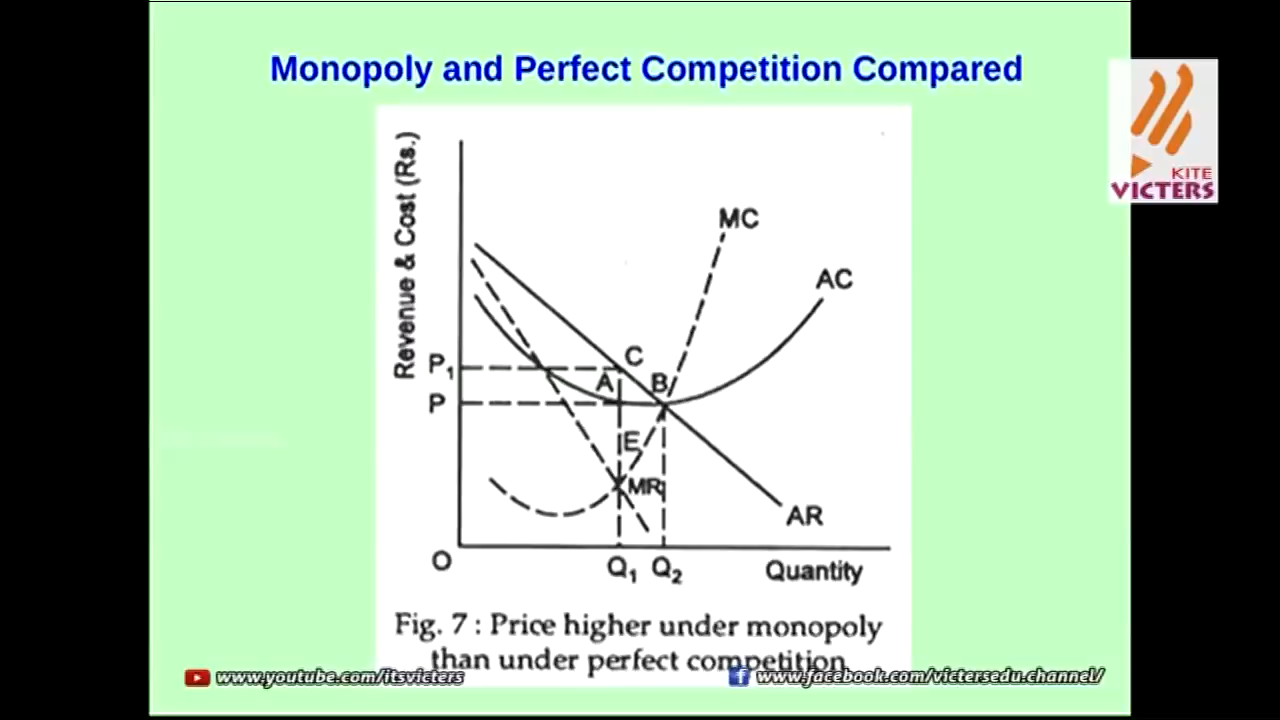 Monopoly and Perfect Competition Compared
KITE
VICTERS
Revenue & Cost (Rs.)
MC
AC
P₁
C
A
B
P
E
MR
AR
O
Q₁
Q₂
Quantity
Fig. 7 : Price higher under monopoly
than under perfect competition
www.youtube.com/itsvicters
www.facebook.com/victersedu.channel/